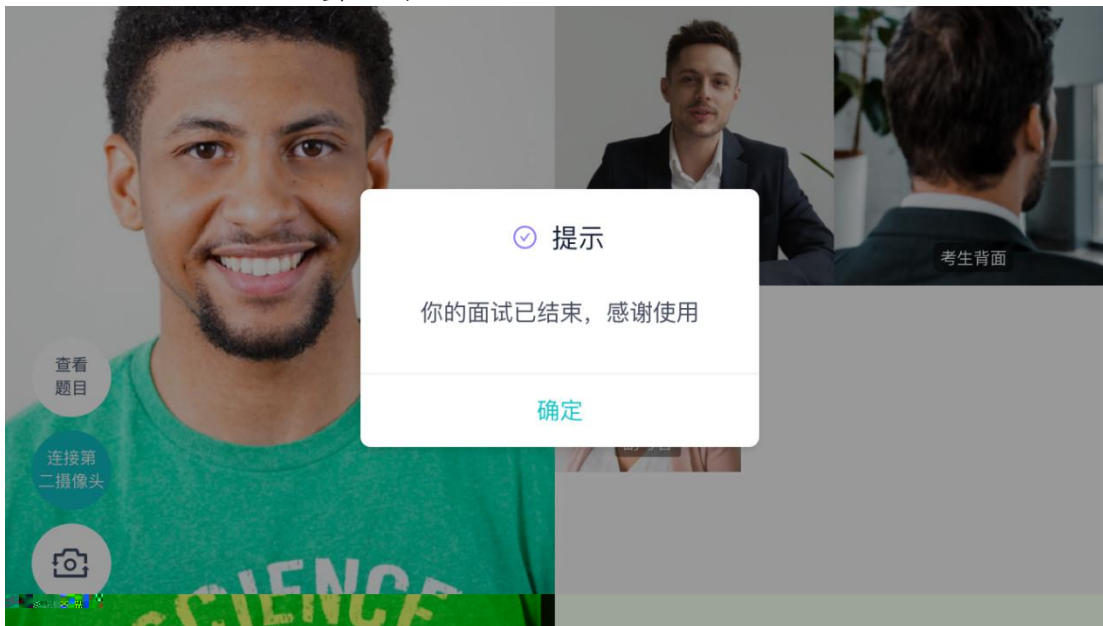 提示
你的面试已结束，感谢使用
确定
考生背面
查看
题目
连接第
二摄像头
SCIENCE